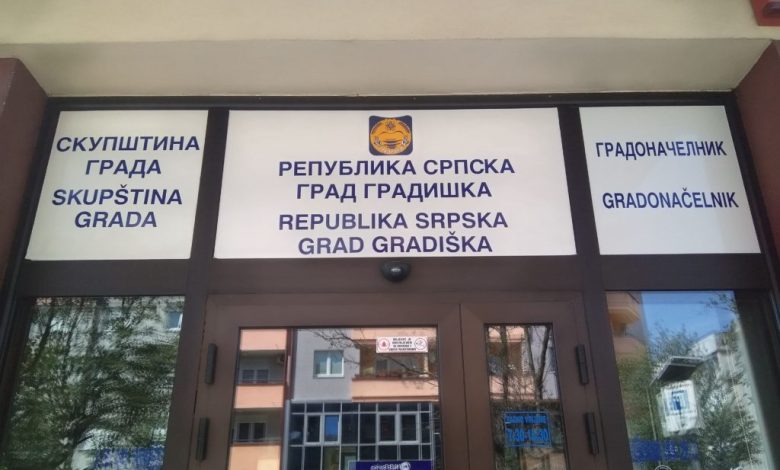 СКУПШТИНА
ГРАДА
SKUPŠTINA
GRADA
РЕПУБЛИКА СРПСКА
ГРАД ГРАДИШКА
REPUBLIKA SRPSKA
GRAD GRADIŠKA
ГРАДОНАЧЕЛНИК
GRADONAČELNIK